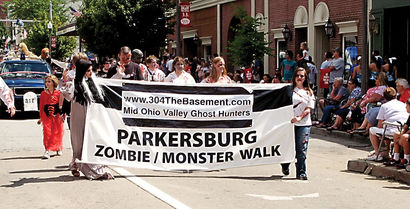 www.304TheBasement.com
Mid Ohio Valley Ghost Hunters
PARKERSBURG
ZOMBIE / MONSTER WALK